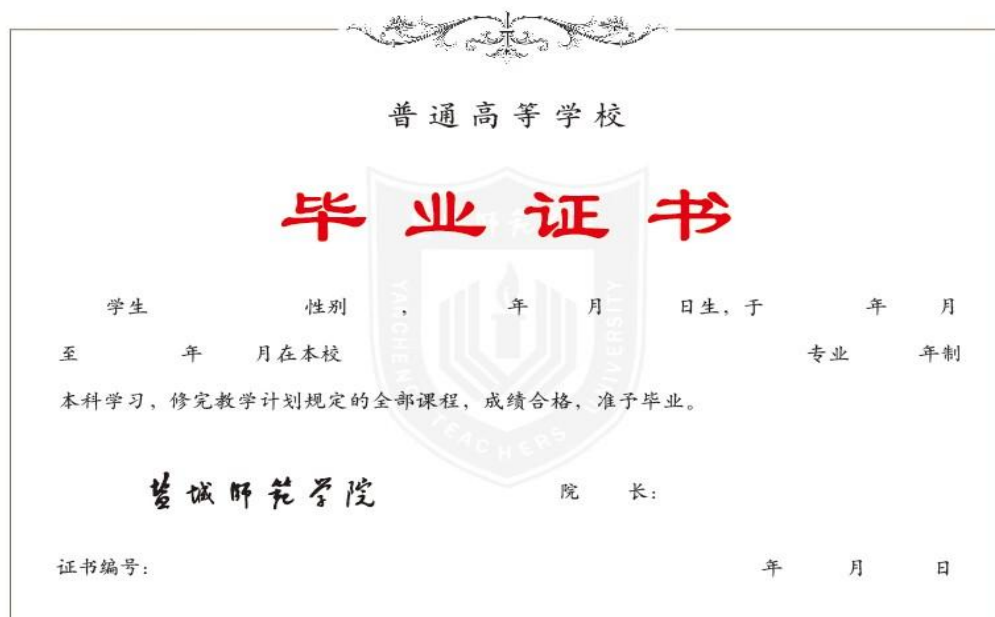 普通高等学校
毕业证书
学生 性别 , 年 月 日生，于 年 月
至 年 月在本校 专业 年制
本科学习，修完教学计划规定的全部课程，成绩合格，准予毕业。
盐城师范学院 院 长：
证书编号： 年 月 日
YANCHENG TEACHERS UNIVERSITY